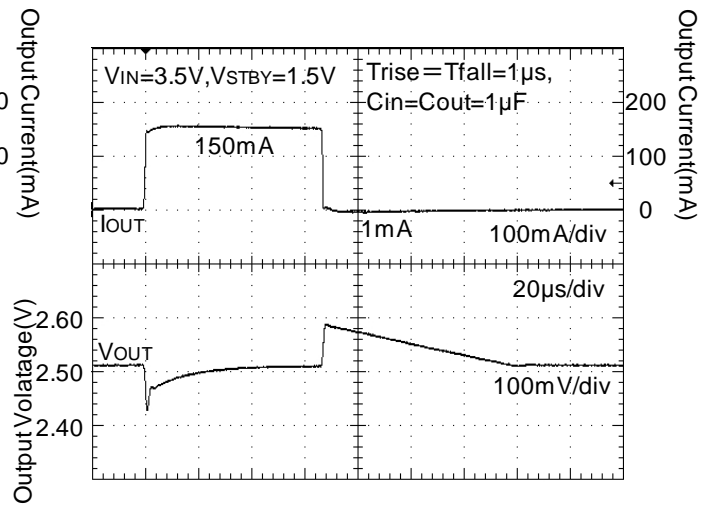 Output Current(mA)
0
0
VIN=3.5V,VSTBY=1.5V
Trise=Tfall=1µs,
Cin=Cout=1µF
150mA
IOUT
1mA
100mA/div
200
100
0
Output Current(mA)
20µs/div
Output Volatage(V)
2.60
2.50
2.40
VOUT
100mV/div